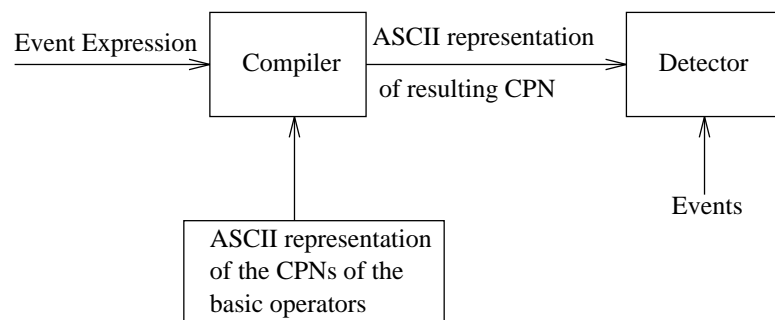 Event Expression
Compiler
ASCII representation
of resulting CPN
Detector
Events
ASCII representation
of the CPNs of the
basic operators